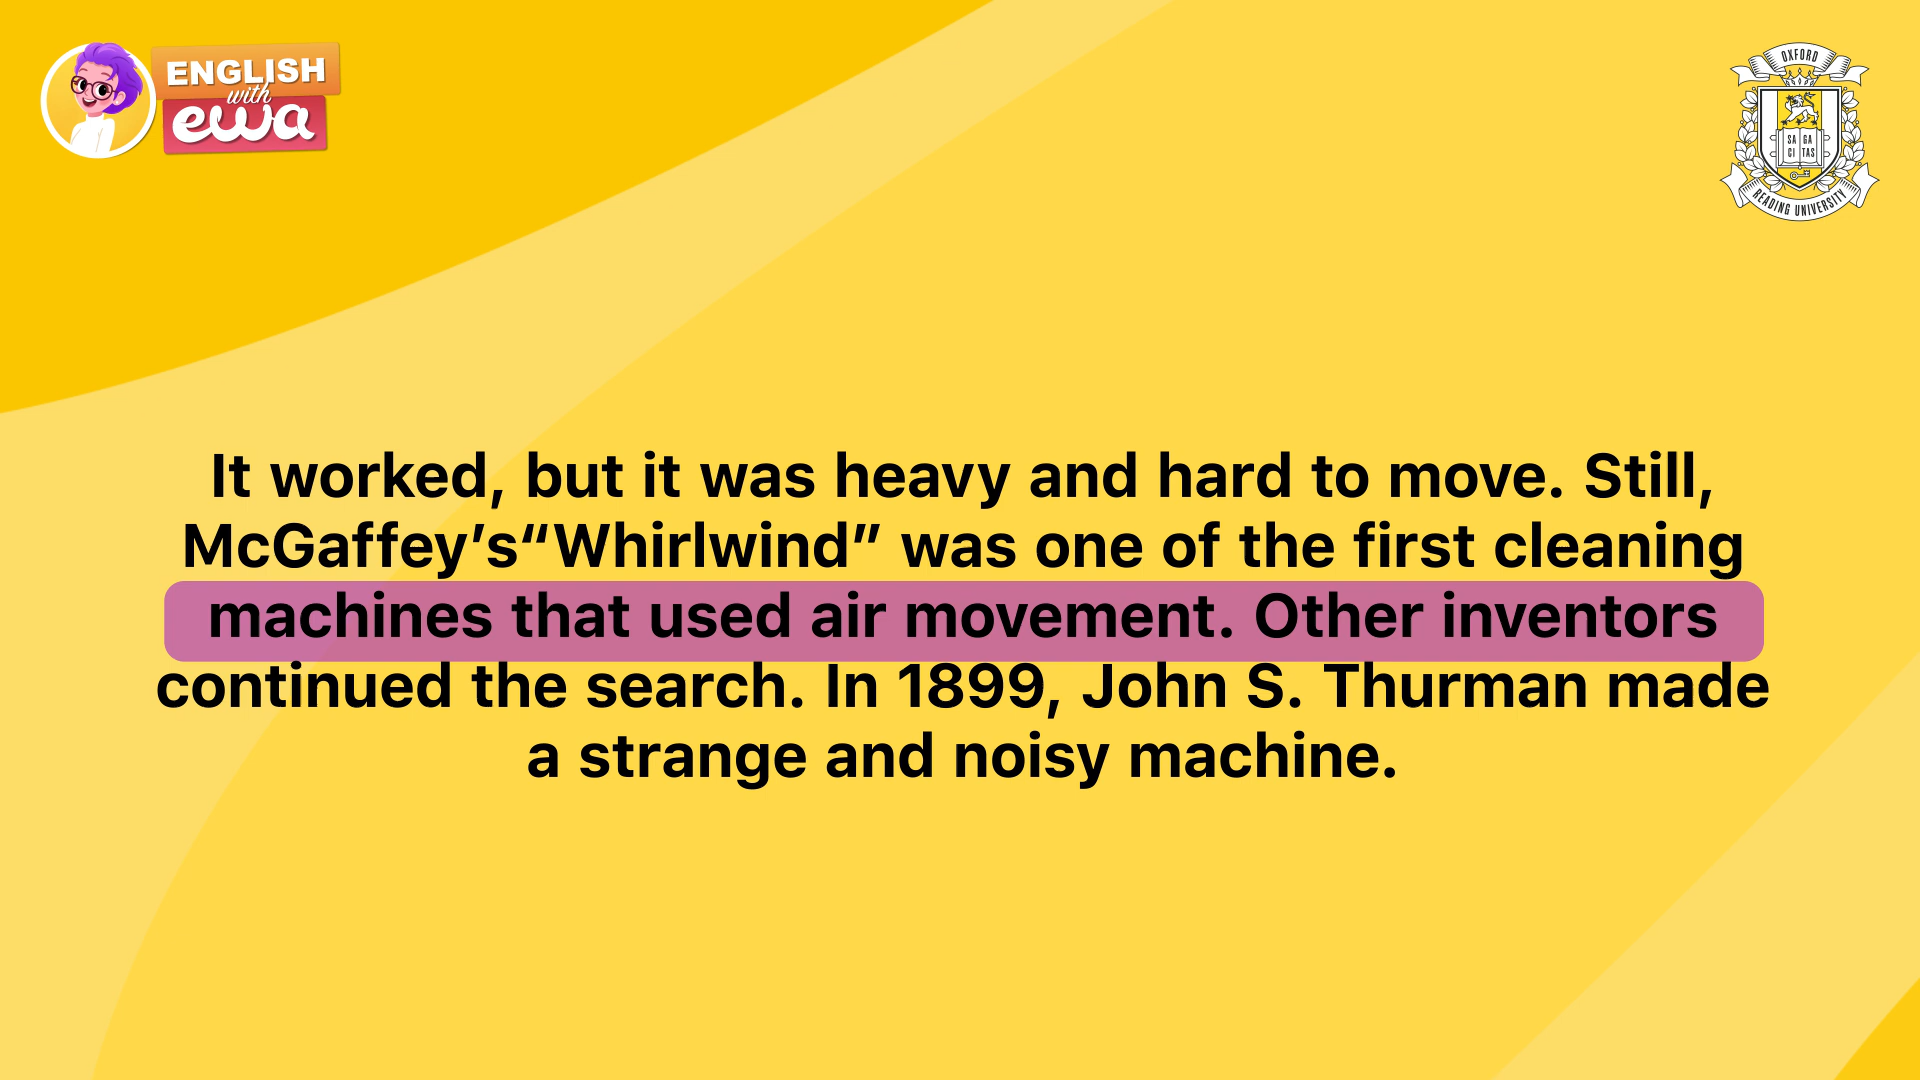 ENGLISH
with
ewa
OXFORD
SA GA
CI TAS
READING UNIVERSITY
It worked, but it was heavy and hard to move. Still,
McGaffey’s“Whirlwind” was one of the first cleaning
machines that used air movement. Other inventors
continued the search. In 1899, John S. Thurman made
a strange and noisy machine.